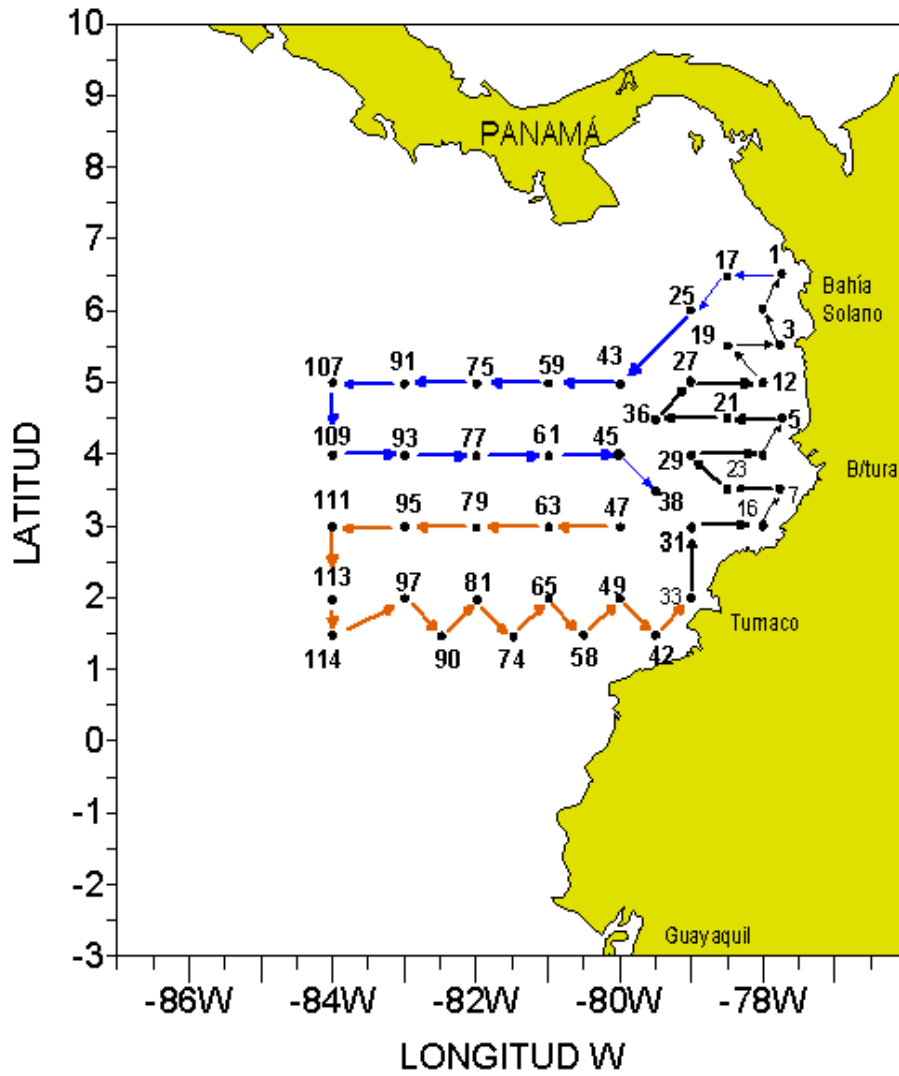 10
9
PANAMÁ
8
7
17 1
25 Bahía
6 Solano
19 3
107 91 75 59 43 27
5 12
36 21 5
109 93 77 61 45
4 29 B/tura
23 7
38 16
111 95 79 63 47
3 31
113 97 81 65 49 33
2 Tumaco
114 90 74 58 42
1
0
-1
-2
Guayaquil
-3
-86W -84W -82W -80W -78W
LATITUD
LONGITUD W